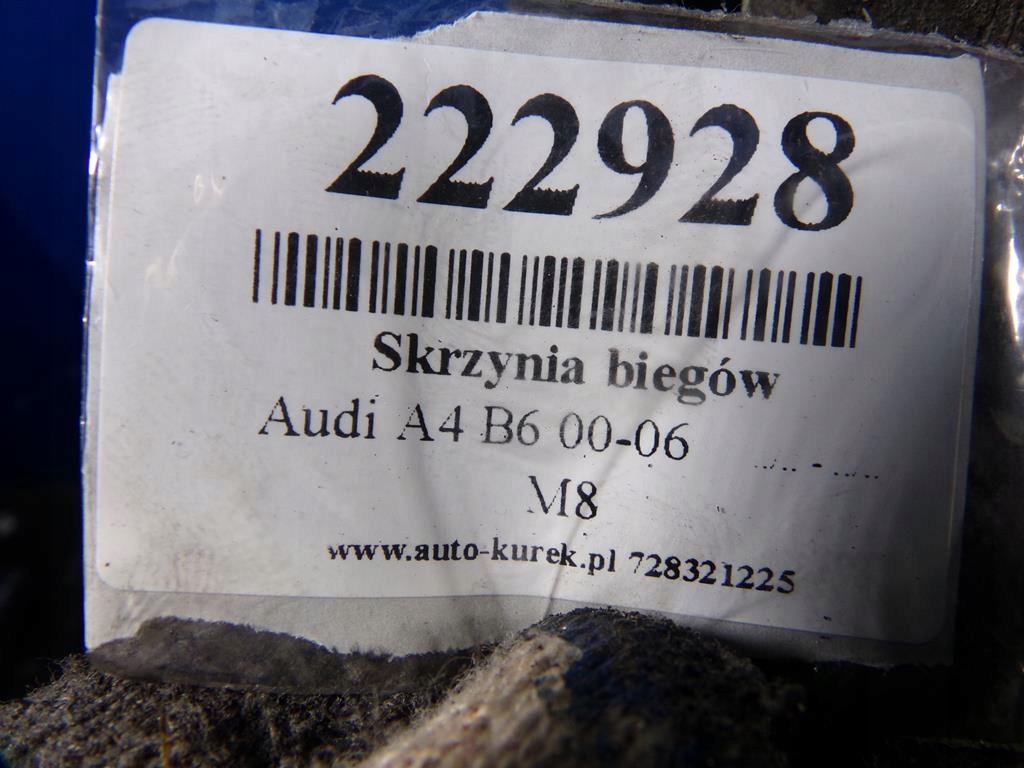 222928
Skrzynia biegów
Audi A4 B6 00-06
M8
www.auto-kurek.pl 728321225